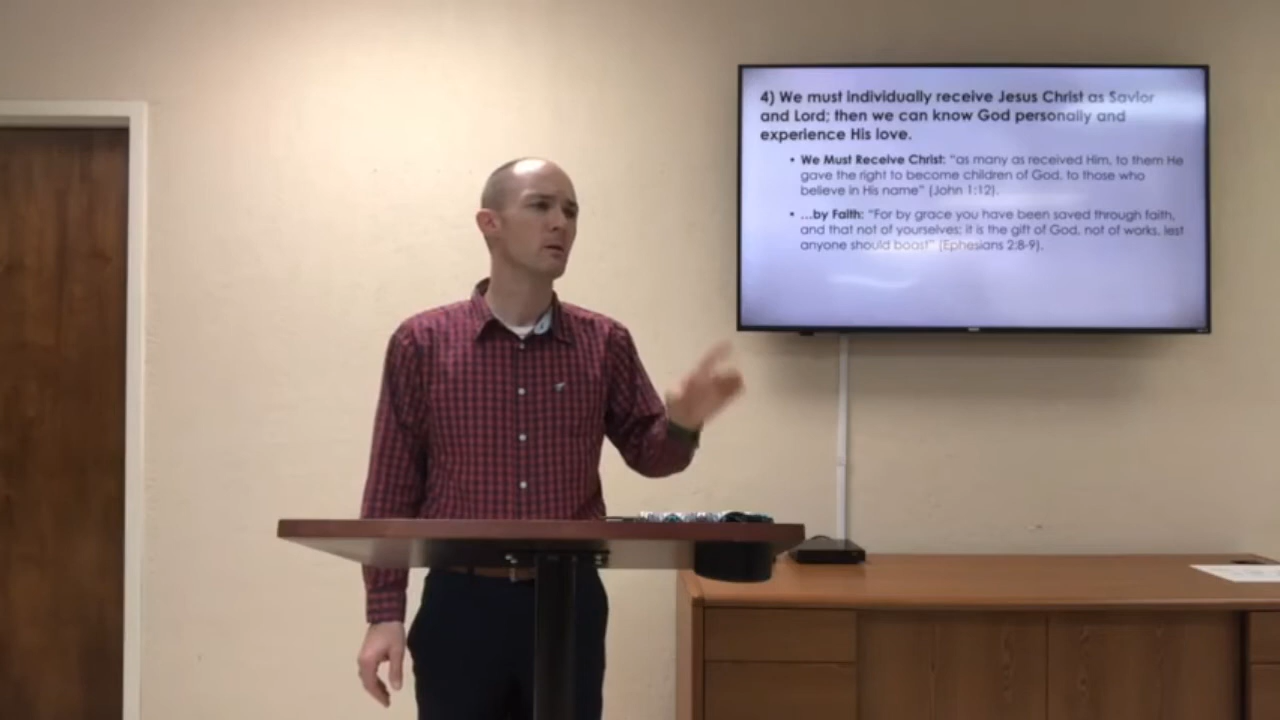 4) We must individually receive Jesus Christ as Savior
and Lord; then we can know God personally and
experience His love.
• We Must Receive Christ: “as many as received Him, to them He
gave the right to become children of God, to those who
believe in His name” (John 1:12).
• ...by Faith: “For by grace you have been saved through faith,
and that not of yourselves; it is the gift of God, not of works, lest
anyone should boast” (Ephesians 2:8-9).